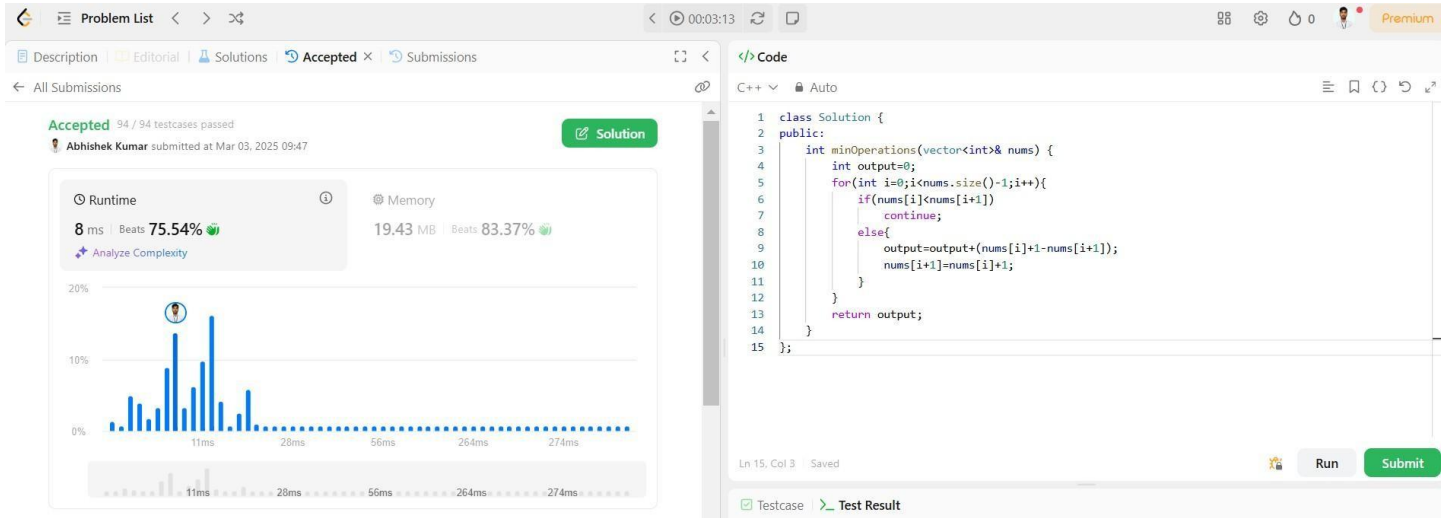 Problem List
00:03:13
0
Premium
Description
Editorial
Solutions
Accepted
Submissions
All Submissions
Accepted 94 / 94 testcases passed
Abhishek Kumar submitted at Mar 03, 2025 09:47
Solution
Runtime
8 ms Beats 75.54%
Analyze Complexity
Memory
19.43 MB Beats 83.37%
20%
10%
0%
11ms 28ms 56ms 264ms 274ms
11ms 28ms 56ms 264ms 274ms
</> Code
C++ Auto
1 class Solution {
2 public:
3 int minOperations(vector<int>& nums) {
4 int output=0;
5 for(int i=0;i<nums.size()-1;i++){
6 if(nums[i]<nums[i+1])
7 continue;
8 else{
9 output=output+(nums[i]+1-nums[i+1]);
10 nums[i+1]=nums[i]+1;
11 }
12 }
13 return output;
14 }
15 };
Ln 15, Col 3 Saved
Run
Submit
Testcase
>_ Test Result